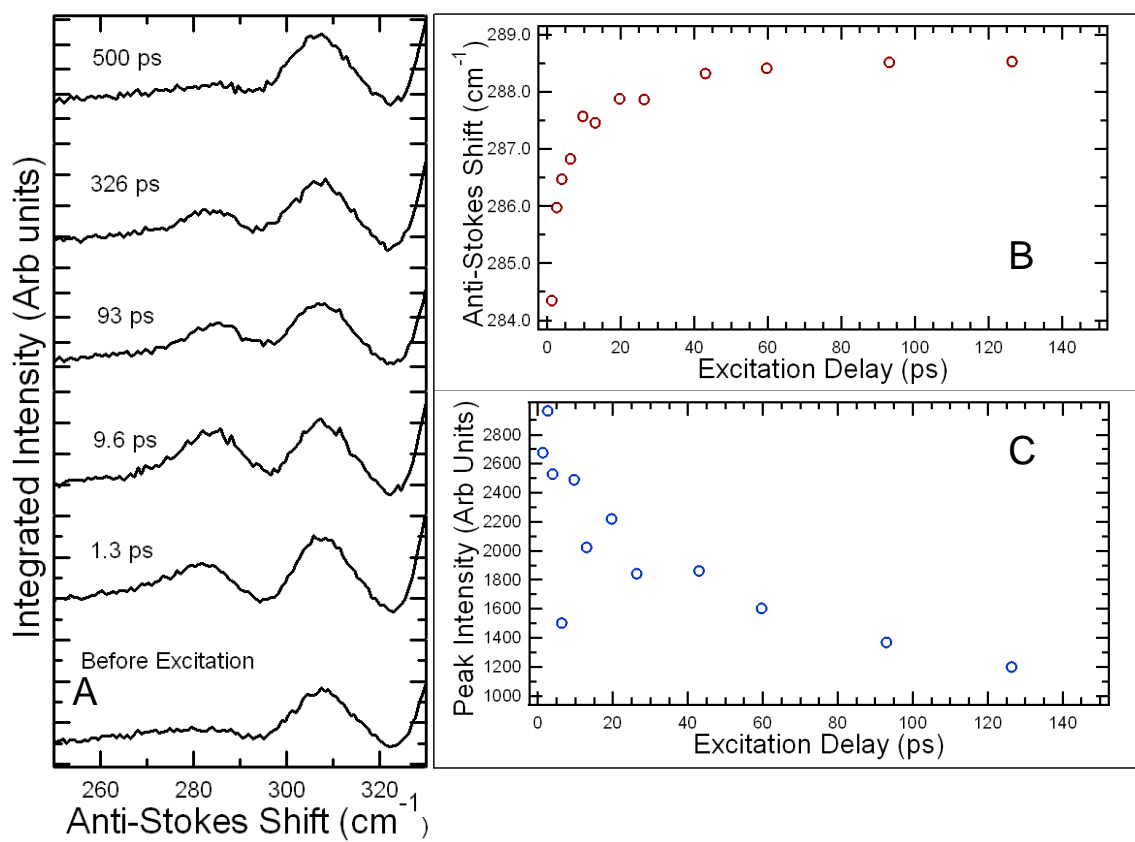 Integrated Intensity (Arb units)
500 ps
326 ps
93 ps
9.6 ps
1.3 ps
Before Excitation
A
260 280 300 320
Anti-Stokes Shift (cm⁻¹)
Anti-Stokes Shift (cm⁻¹)
289.0
288.0
287.0
286.0
285.0
284.0
B
0 20 40 60 80 100 120 140
Excitation Delay (ps)
Peak Intensity (Arb Units)
2800
2600
2400
2200
2000
1800
1600
1400
1200
1000
C
0 20 40 60 80 100 120 140
Excitation Delay (ps)